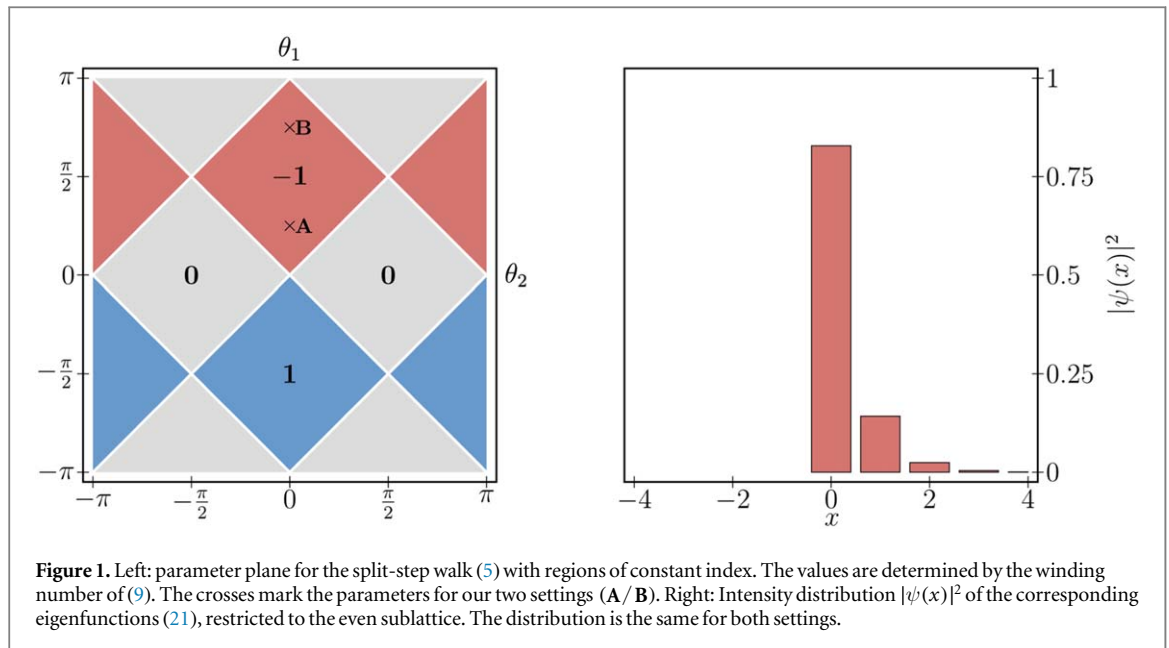 θ₁
π
π/2
0
−π/2
−π
×B
−1
×A
0
0
1
θ₂
−π
−π/2
0
π/2
π
1
0.75
0.5
0.25
0
|ψ(x)|²
−4
−2
0
2
4
x
Figure 1. Left: parameter plane for the split-step walk (5) with regions of constant index. The values are determined by the winding
number of (9). The crosses mark the parameters for our two settings (A/B). Right: Intensity distribution |ψ(x)|² of the corresponding
eigenfunctions (21), restricted to the even sublattice. The distribution is the same for both settings.